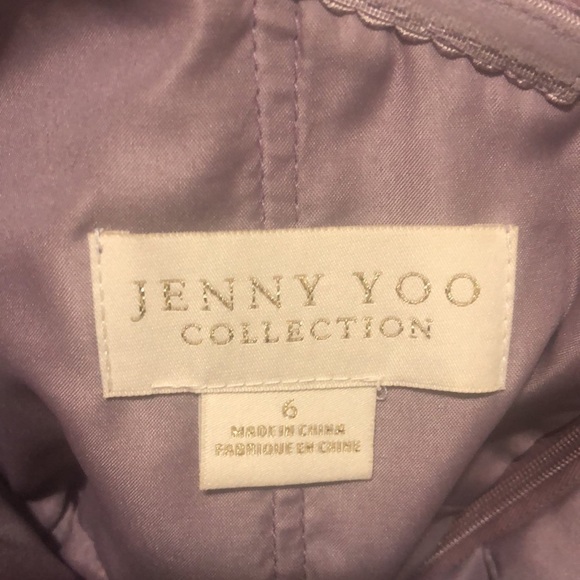 JENNY YOO
COLLECTION
6
MADE IN CHINA
FABRIQUE EN CHINE